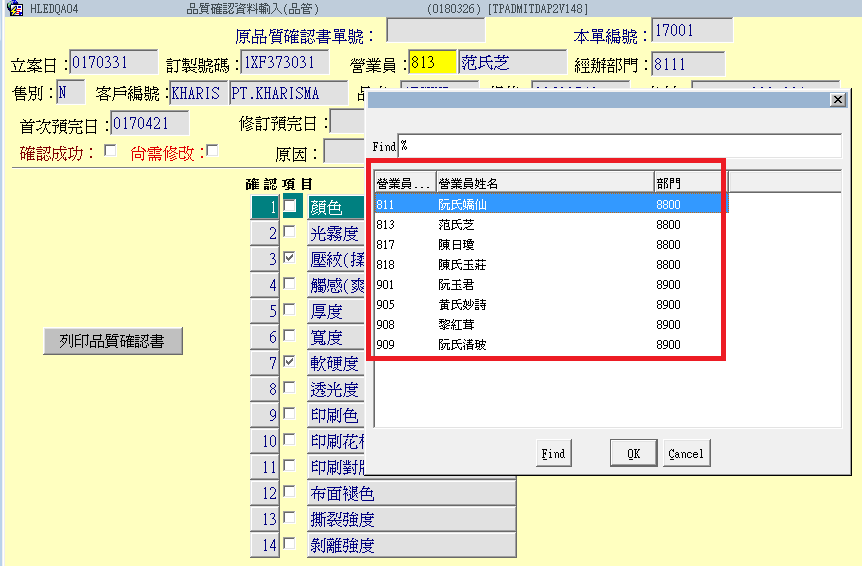 HLEDQA04 品質確認資料輸入(品管) (0180326) [TPADMITDAP2V148]
原品質確認書單號： 本單編號：17001
立案日：0170331 訂製號碼：1XF373031 營業員：813 范氏芝 經辦部門：8111
售別：N 客戶編號：KHARIS PT.KHARISMA
首次預完日：0170421 修訂預完日：
確認成功： 尚需修改： 原因：
Find %
確認項目
營業員... 營業員姓名 部門
811 阮氏嬌仙 8800
813 范氏芝 8800
817 陳日瓊 8800
818 陳氏玉莊 8800
901 阮玉君 8900
905 黃氏妙詩 8900
908 黎紅茸 8900
909 阮氏清玻 8900
Find OK Cancel
1 顏色
2 光霧度
3 壓紋(揉
4 觸感(爽
5 厚度
6 寬度
7 軟硬度
8 透光度
9 印刷色
10 印刷花
11 印刷對
12 布面褪色
13 撕裂強度
14 剝離強度
列印品質確認書